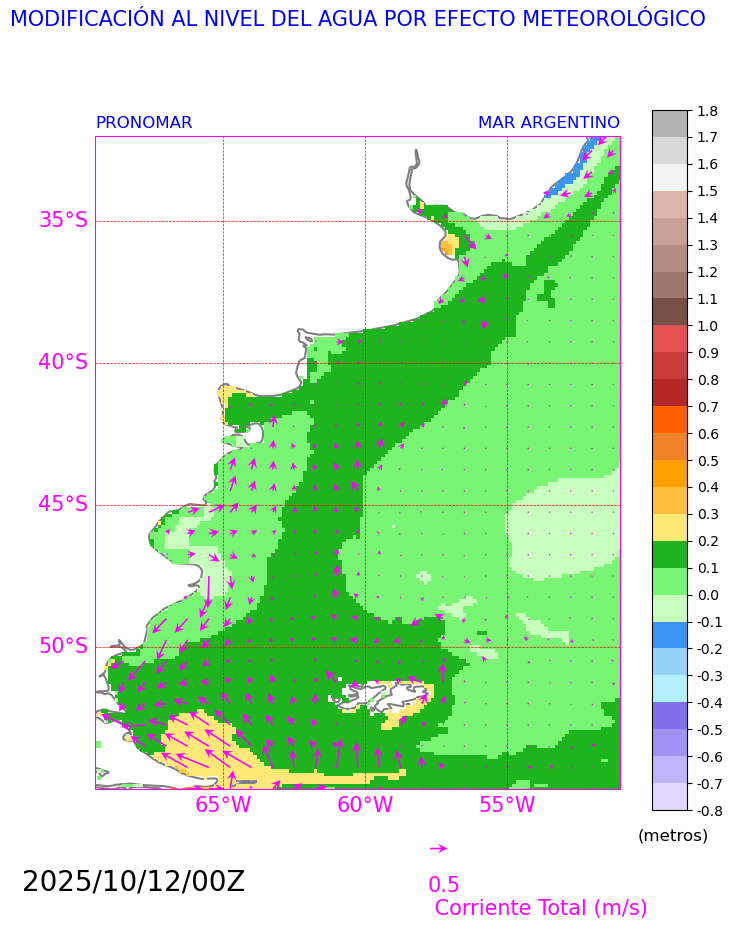 MODIFICACIÓN AL NIVEL DEL AGUA POR EFECTO METEOROLÓGICO
PRONOMAR MAR ARGENTINO
1.8
1.7
1.6
1.5
1.4
1.3
1.2
1.1
1.0
0.9
0.8
0.7
0.6
0.5
0.4
0.3
0.2
0.1
0.0
-0.1
-0.2
-0.3
-0.4
-0.5
-0.6
-0.7
-0.8
(metros)
35°S
40°S
45°S
50°S
65°W 60°W 55°W
2025/10/12/00Z
0.5
Corriente Total (m/s)